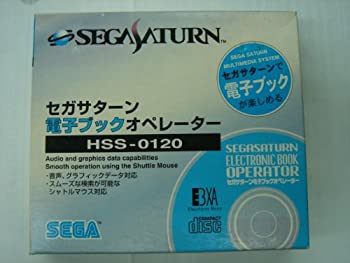 SEGASATURN™
SEGA SATURN
MULTIMEDIA SYSTEM
セガサターンで
電子ブック
が楽しめる
セガサターン
電子ブックオペレーター
HSS-0120
Audio and graphics data capabilities
Smooth operation using the Shuttle Mouse
・音声、グラフィックデータ対応
・スムーズな検索が可能な
シャトルマウス対応
SEGASATURN
ELECTRONIC BOOK
OPERATOR
セガサターン電子ブックオペレーター
EBXA
Electronic Book
SEGA
COMPACT
disc